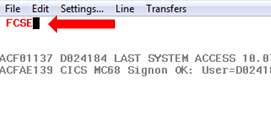 File Edit Settings... Line Transfers
FCSE
ACF01137 D024184 LAST SYSTEM ACCESS 10.07
ACFAE139 CICS MC68 Signon OK: User=D02418